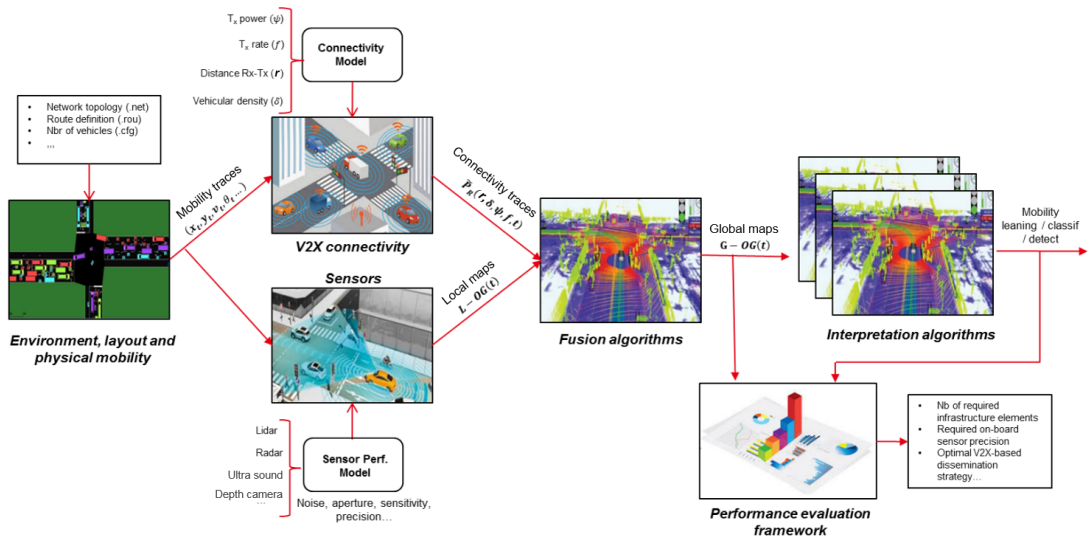 Tx power (ψ)
Tx rate (f)
Distance Rx-Tx (r)
Vehicular density (δ)
Connectivity
Model
• Network topology (.net)
• Route definition (.rou)
• Nbr of vehicles (.cfg)
• ,,,
Mobility traces
(xₜ, yₜ, vₜ, θₜ …)
V2X connectivity
Connectivity traces
P̄_R(r, δ, ψ, f, t)
Sensors
Local maps
L − OG(t)
Environment, layout and
physical mobility
Fusion algorithms
Global maps
G − OG(t)
Interpretation algorithms
Mobility
leaning / classif
/ detect
Lidar
Radar
Ultra sound
Depth camera
…
Sensor Perf.
Model
Noise, aperture, sensitivity,
precision…
Performance evaluation
framework
• Nb of required
infrastructure elements
• Required on-board
sensor precision
• Optimal V2X-based
dissemination
strategy…